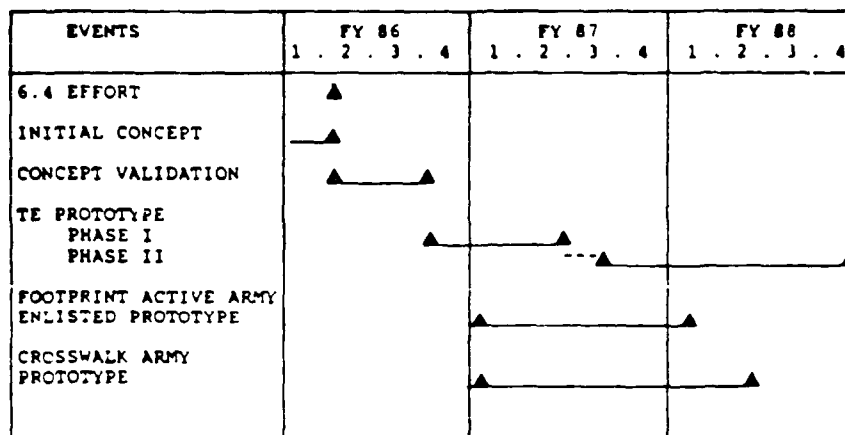 EVENTS FY 86 FY 87 FY 88
1 . 2 . 3 . 4 1 . 2 . 3 . 4 1 . 2 . 3 . 4
6.4 EFFORT
INITIAL CONCEPT
CONCEPT VALIDATION
TE PROTOTYPE
PHASE I
PHASE II
FOOTPRINT ACTIVE ARMY
ENLISTED PROTOTYPE
CROSSWALK ARMY
PROTOTYPE